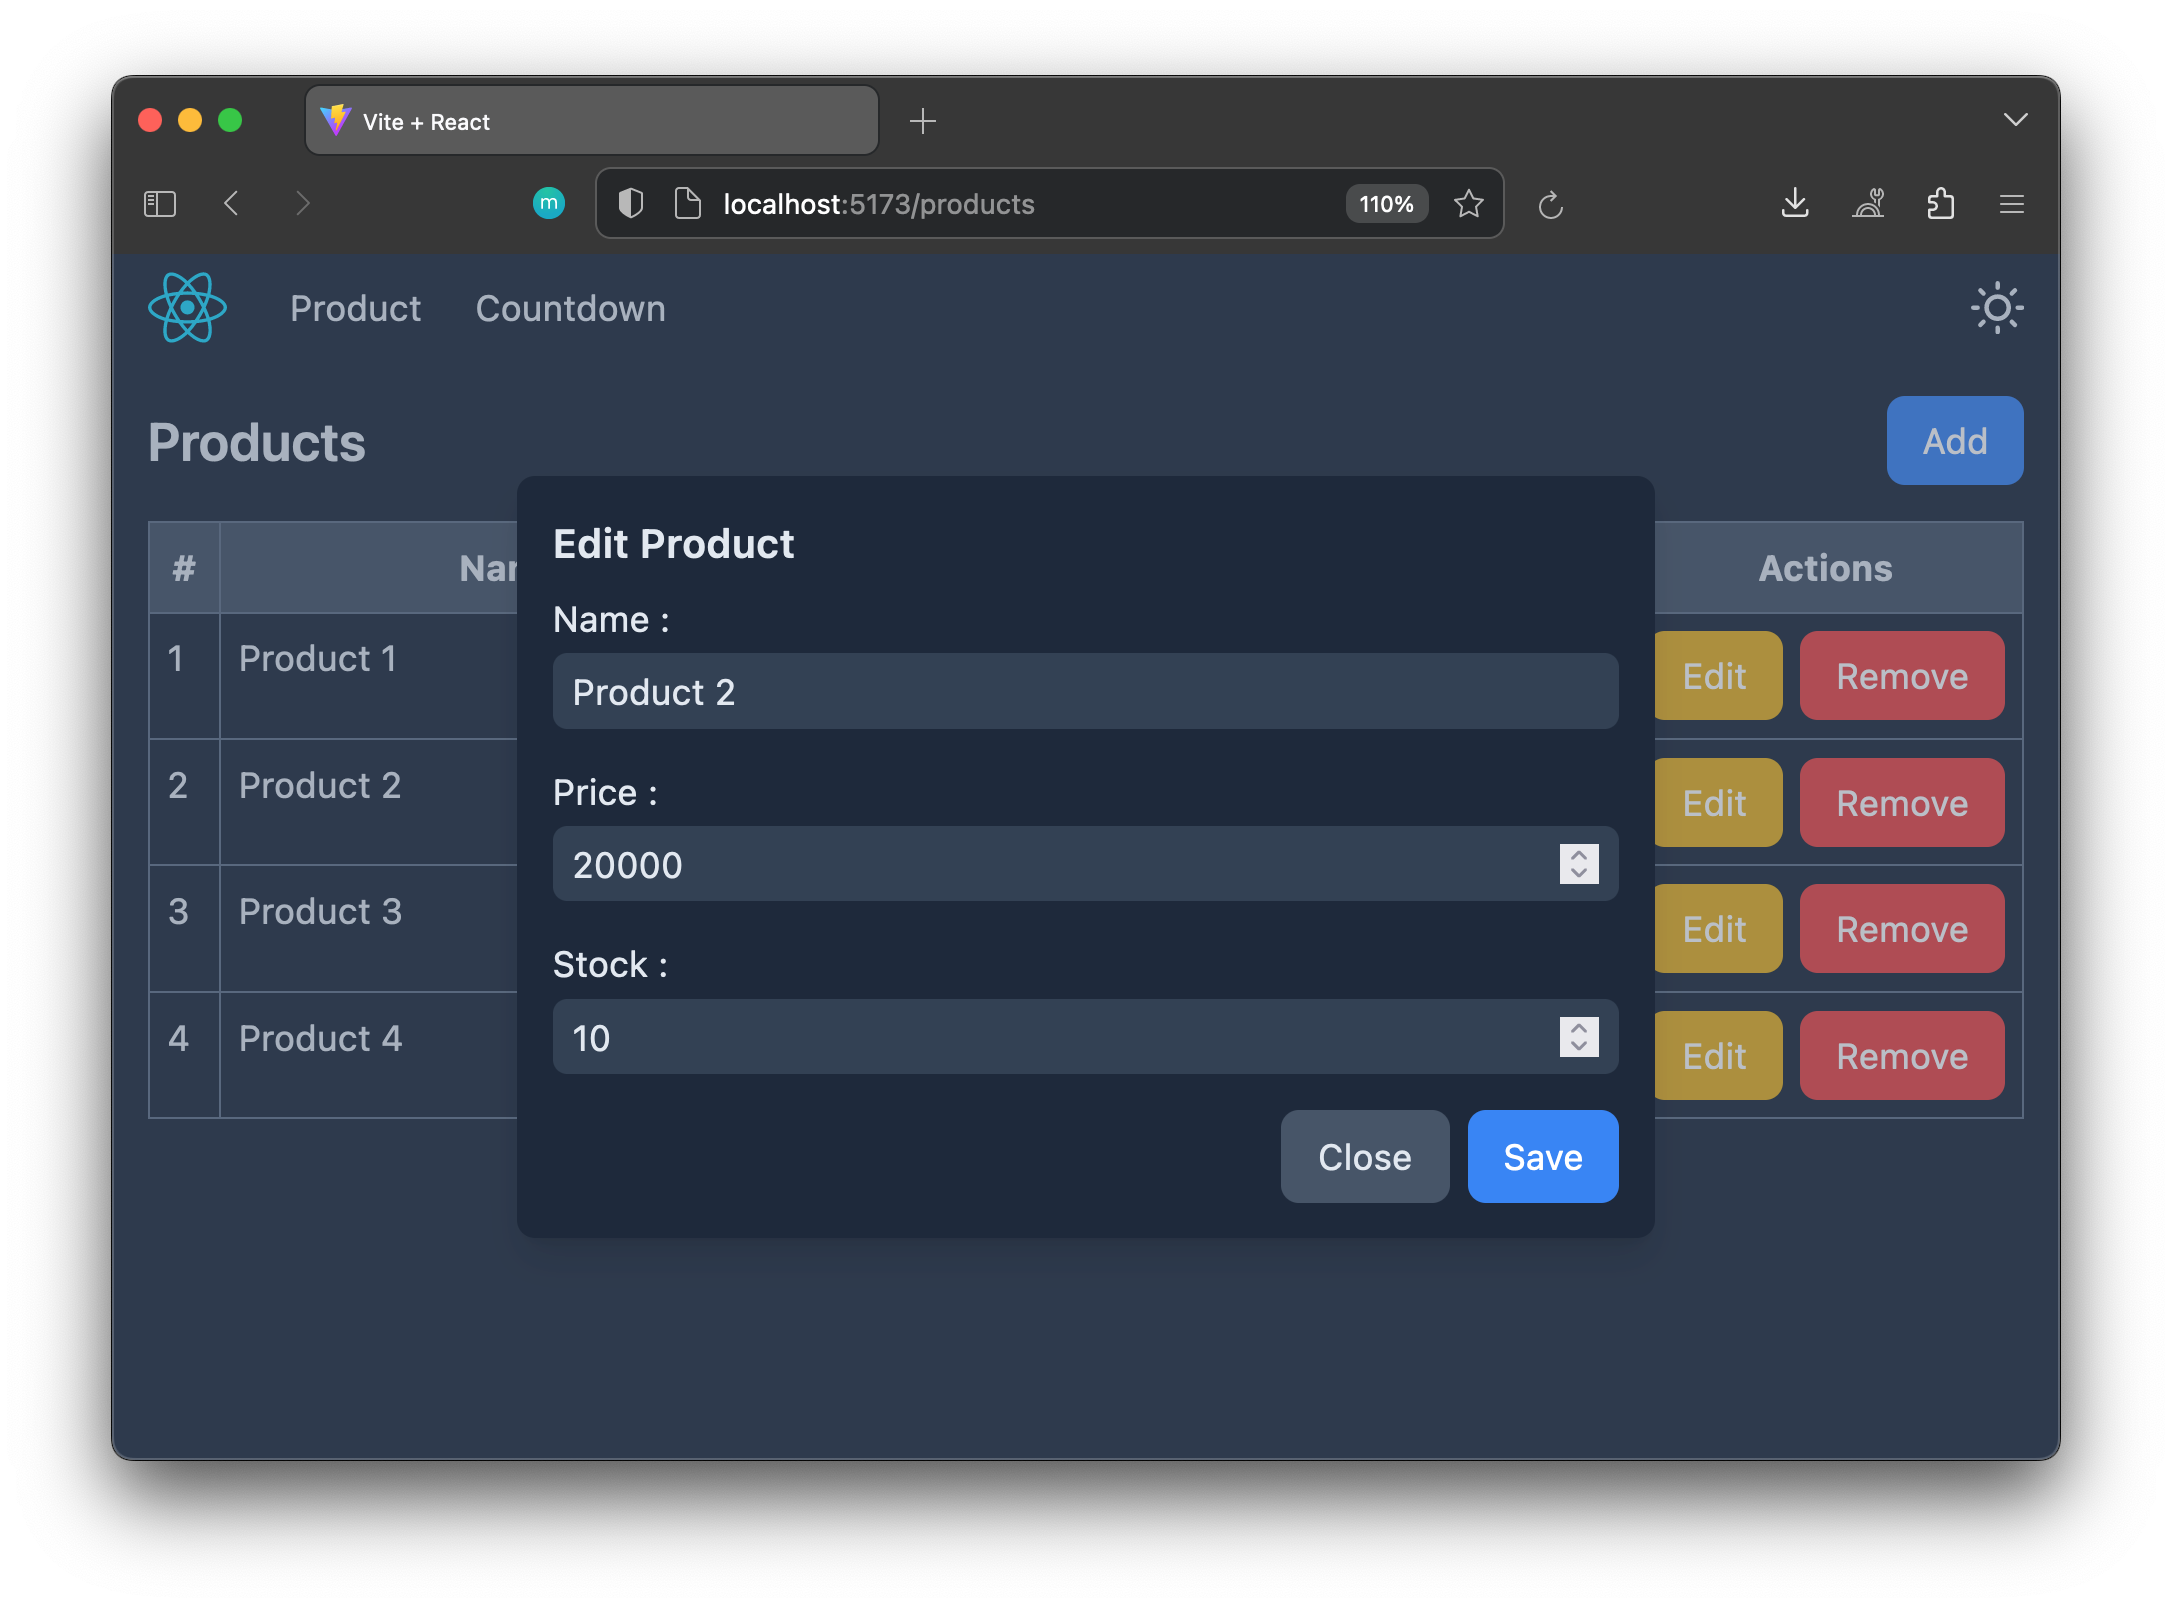 Vite + React
m
localhost:5173/products
110%
Product
Countdown
Products
Add
#
Actions
1
Product 1
Edit
Remove
2
Product 2
Edit
Remove
3
Product 3
Edit
Remove
4
Product 4
Edit
Remove
Edit Product
Name :
Product 2
Price :
20000
Stock :
10
Close
Save